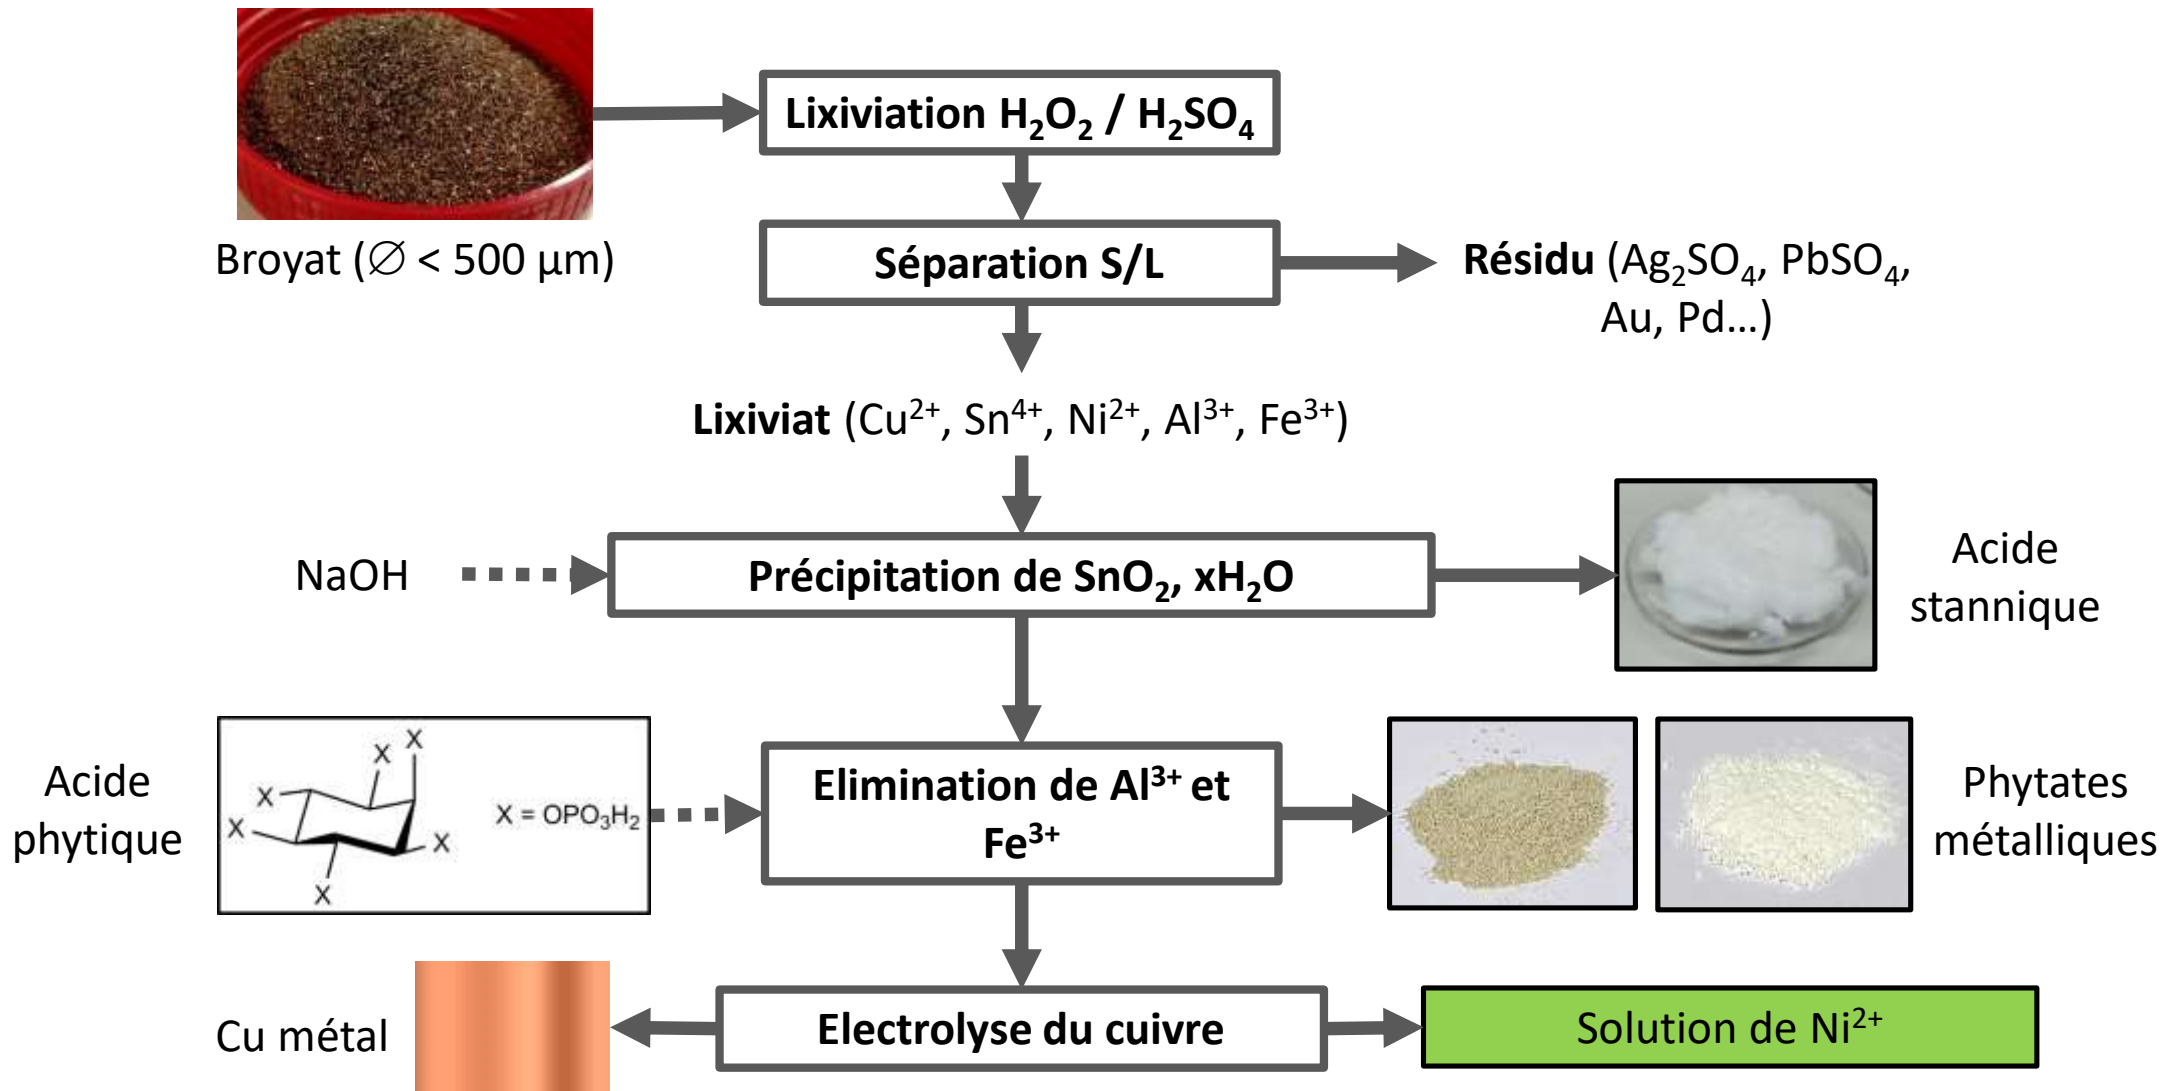 Lixiviation H₂O₂ / H₂SO₄
Broyat (∅ < 500 µm)
Séparation S/L
Résidu (Ag₂SO₄, PbSO₄,
Au, Pd…)
Lixiviat (Cu²⁺, Sn⁴⁺, Ni²⁺, Al³⁺, Fe³⁺)
NaOH
Précipitation de SnO₂, xH₂O
Acide
stannique
Acide
phytique
X
X
X
X
X
X
X = OPO₃H₂
Elimination de Al³⁺ et
Fe³⁺
Phytates
métalliques
Cu métal
Electrolyse du cuivre
Solution de Ni²⁺